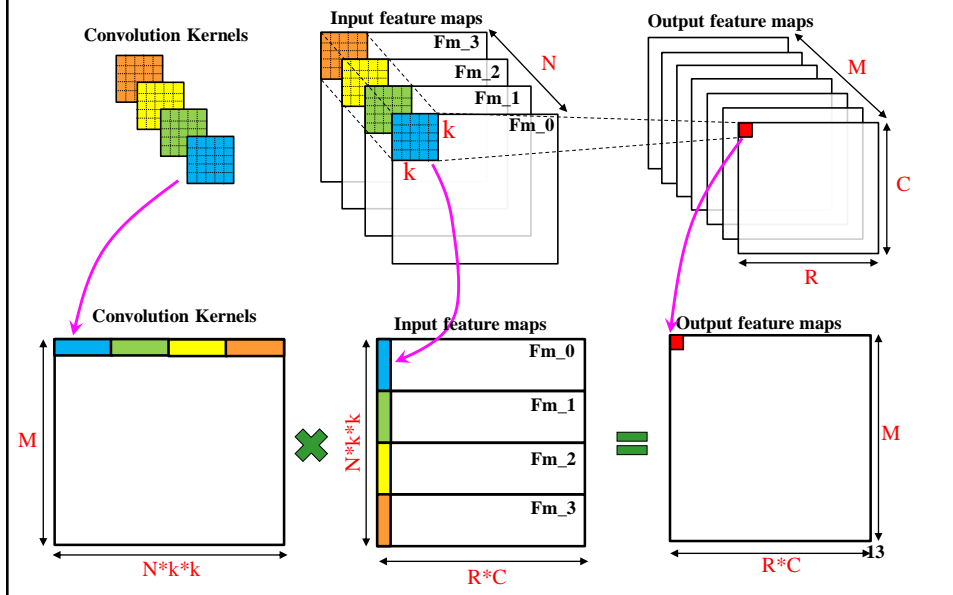 Convolution Kernels
Input feature maps
Output feature maps
Fm_3
Fm_2
Fm_1
Fm_0
N
k
k
M
C
R
Convolution Kernels
Input feature maps
Output feature maps
M
N*k*k
N*k*k
Fm_0
Fm_1
Fm_2
Fm_3
R*C
M
R*C
13